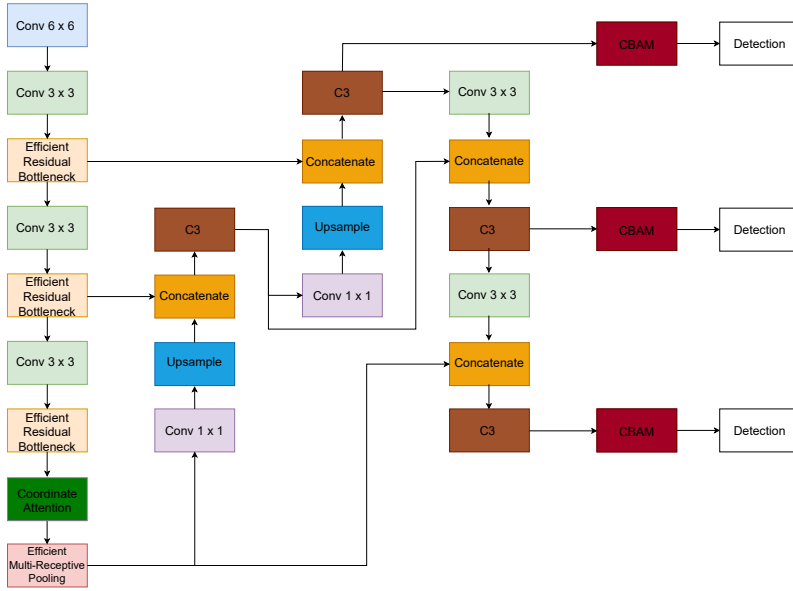 Conv 6 x 6
Conv 3 x 3
Efficient
Residual
Bottleneck
Conv 3 x 3
Efficient
Residual
Bottleneck
Conv 3 x 3
Efficient
Residual
Bottleneck
Coordinate
Attention
Efficient
Multi-Receptive
Pooling
C3
Concatenate
Upsample
Conv 1 x 1
C3
Concatenate
Upsample
Conv 1 x 1
Conv 3 x 3
Concatenate
C3
Conv 3 x 3
Concatenate
C3
CBAM
Detection
CBAM
Detection
CBAM
Detection